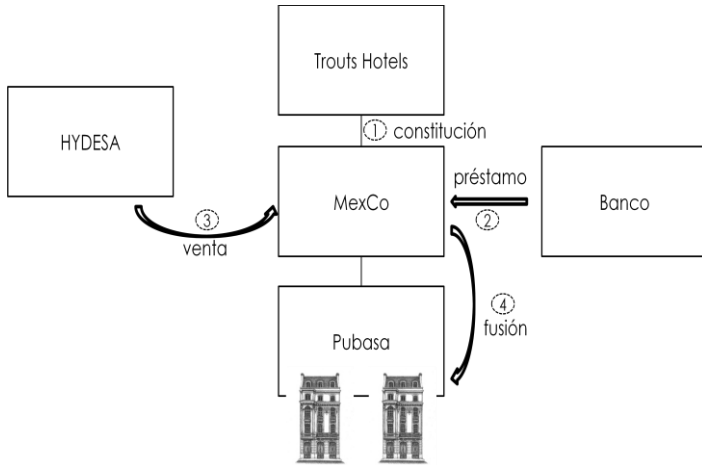 Trouts Hotels
1 constitución
HYDESA
MexCo
préstamo
2
Banco
3
venta
4
fusión
Pubasa